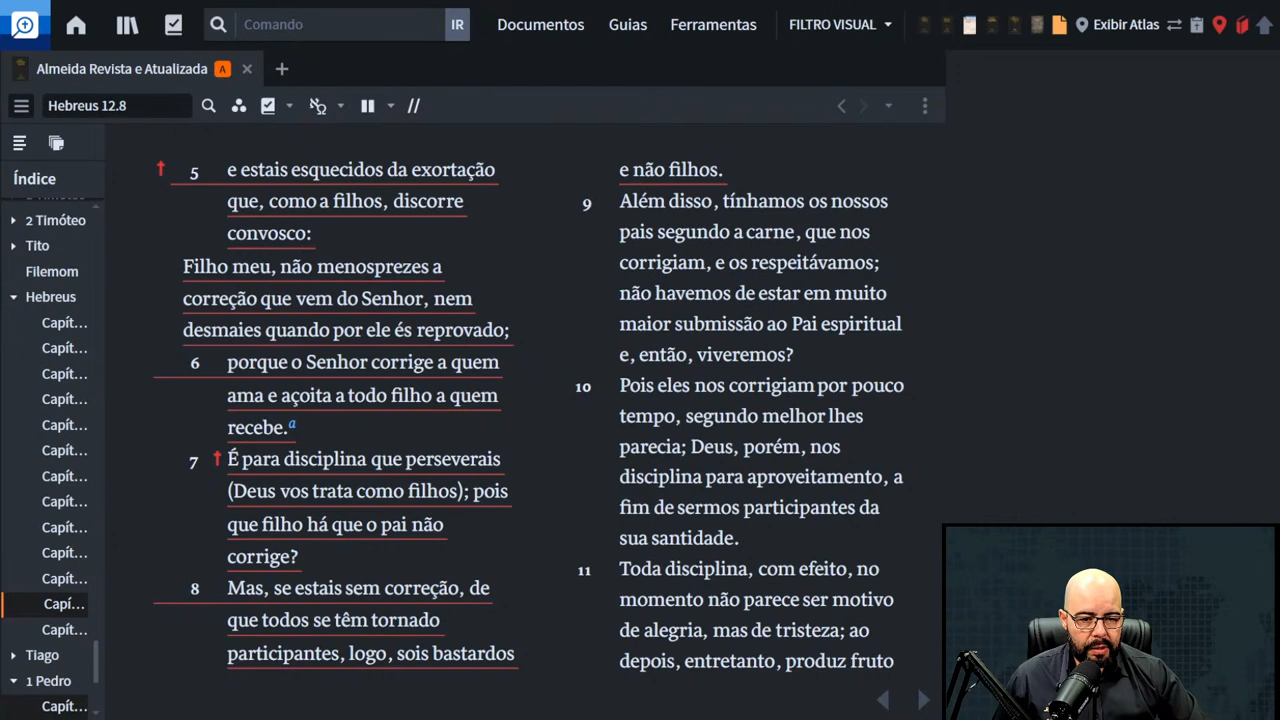 Comando
IR
Documentos
Guias
Ferramentas
FILTRO VISUAL
Exibir Atlas
Almeida Revista e Atualizada
A
Hebreus 12.8
Índice
2 Timóteo
Tito
Filemom
Hebreus
Capít...
Capít...
Capít...
Capít...
Capít...
Capít...
Capít...
Capít...
Capít...
Capít...
Capít...
Capí...
Capít...
Tiago
1 Pedro
Capít...
5 e estais esquecidos da exortação
que, como a filhos, discorre
convosco:
Filho meu, não menosprezes a
correção que vem do Senhor, nem
desmaies quando por ele és reprovado;
6 porque o Senhor corrige a quem
ama e açoita a todo filho a quem
recebe.a
7 É para disciplina que perseverais
(Deus vos trata como filhos); pois
que filho há que o pai não
corrige?
8 Mas, se estais sem correção, de
que todos se têm tornado
participantes, logo, sois bastardos
e não filhos.
9 Além disso, tínhamos os nossos
pais segundo a carne, que nos
corrigiam, e os respeitávamos;
não havemos de estar em muito
maior submissão ao Pai espiritual
e, então, viveremos?
10 Pois eles nos corrigiam por pouco
tempo, segundo melhor lhes
parecia; Deus, porém, nos
disciplina para aproveitamento, a
fim de sermos participantes da
sua santidade.
11 Toda disciplina, com efeito, no
momento não parece ser motivo
de alegria, mas de tristeza; ao
depois, entretanto, produz fruto